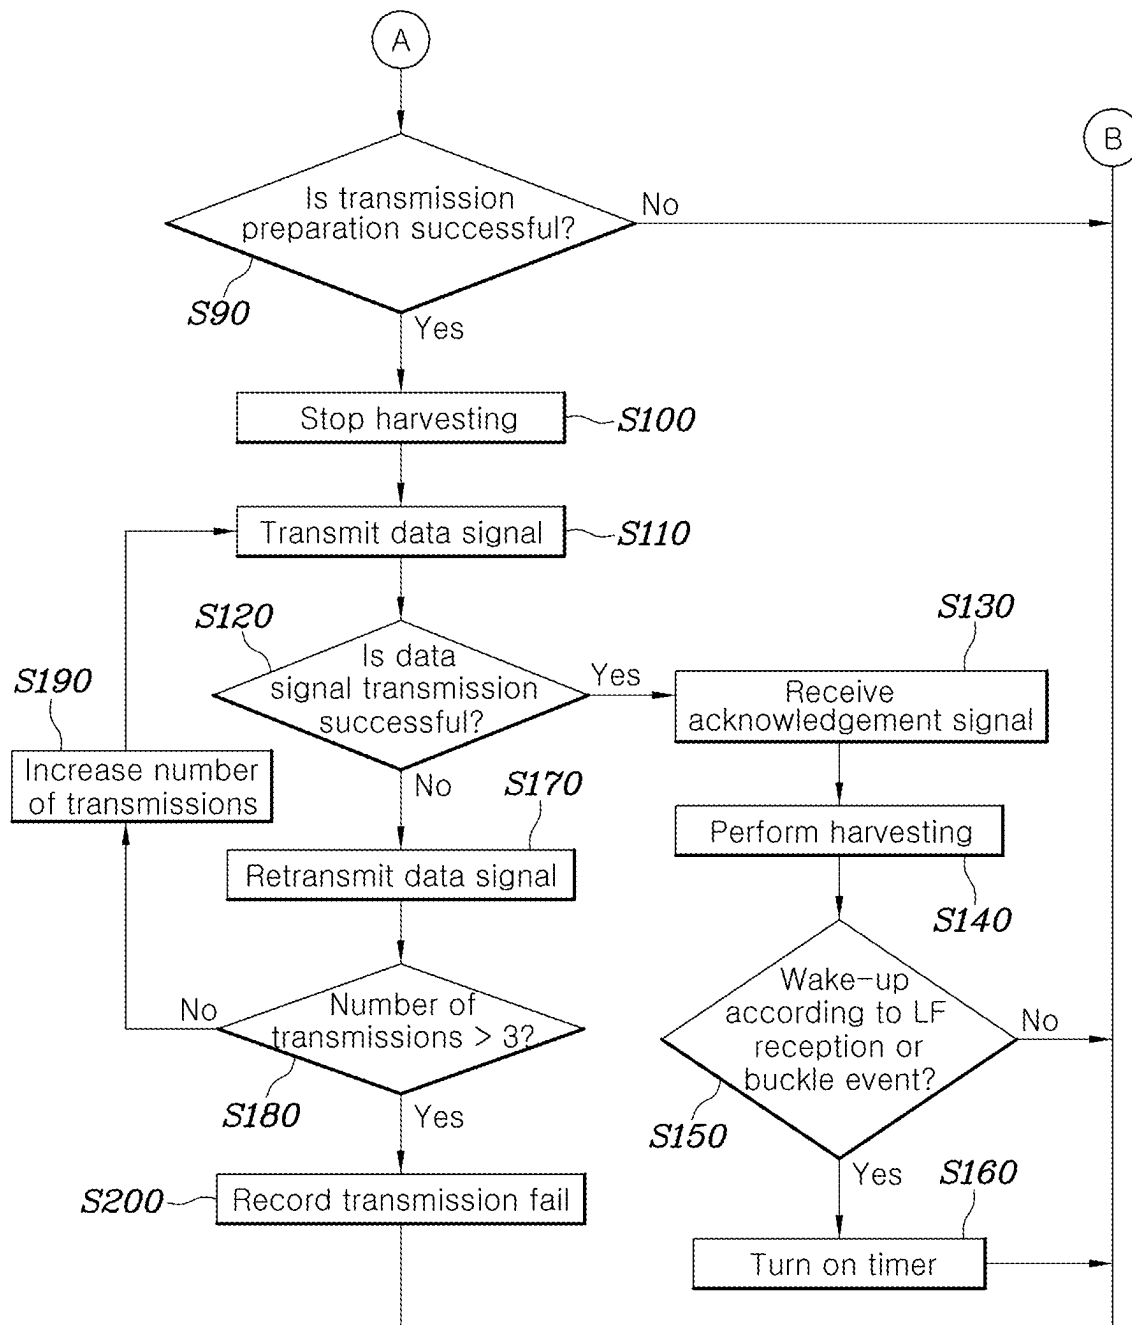 A
B
Is transmission
preparation successful?
No
S90
Yes
Stop harvesting
S100
Transmit data signal
S110
S120
Is data
signal transmission
successful?
Yes
S130
Receive
acknowledgement signal
S190
Increase number
of transmissions
No
S170
Retransmit data signal
Perform harvesting
S140
No
Number of
transmissions > 3?
S180
Yes
Wake-up
according to LF
reception or
buckle event?
No
S150
Yes
S160
S200
Record transmission fail
Turn on timer